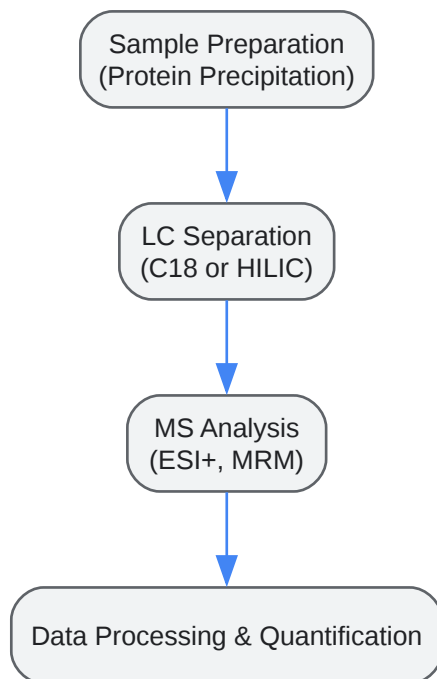 Sample Preparation
(Protein Precipitation)
LC Separation
(C18 or HILIC)
MS Analysis
(ESI+, MRM)
Data Processing & Quantification